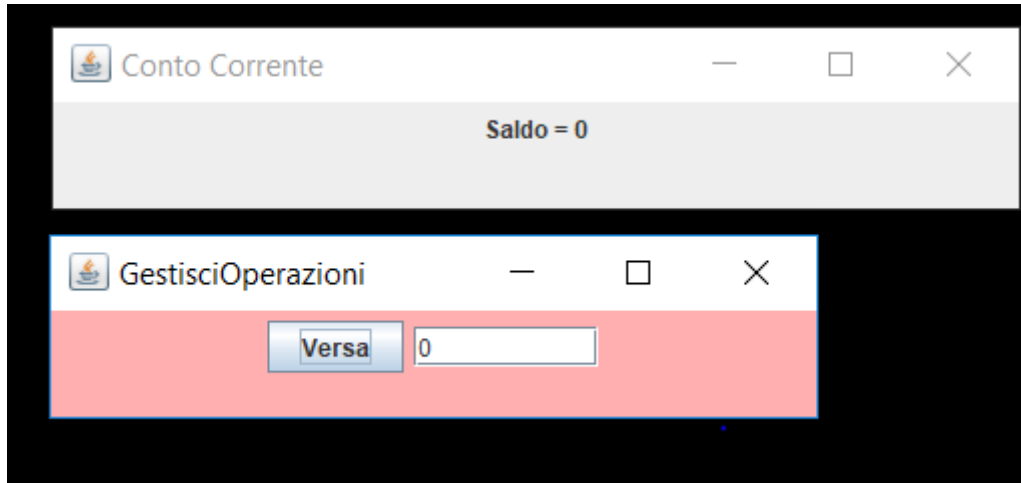 Conto Corrente
Saldo = 0
GestisciOperazioni
Versa 0